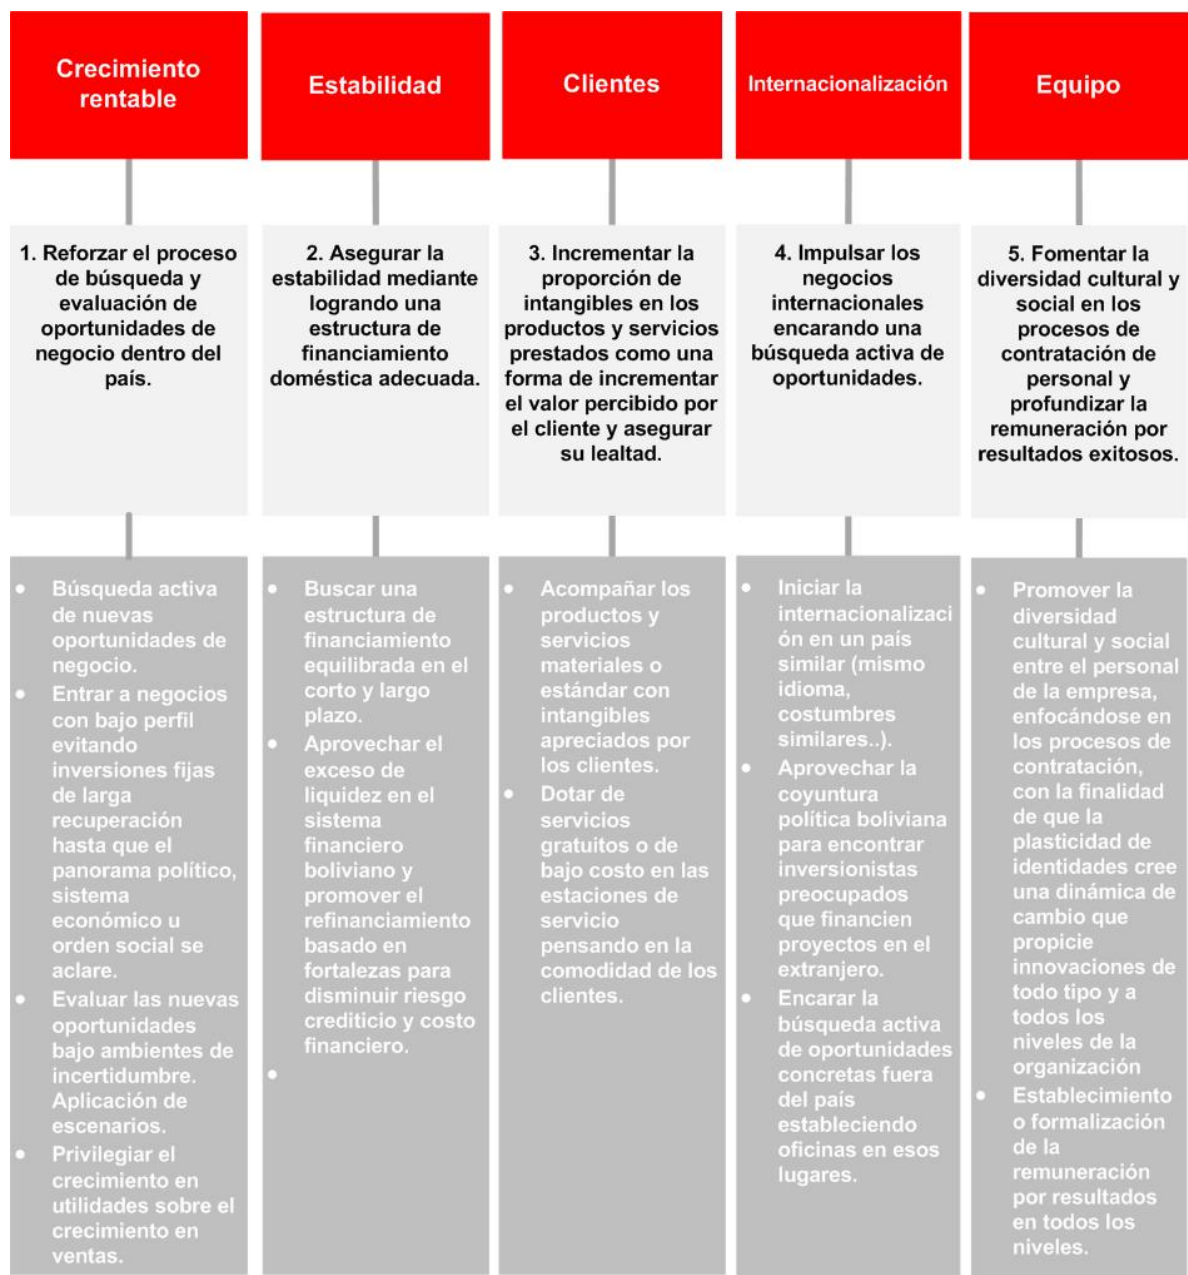 Crecimiento
rentable
Estabilidad
Clientes
Internacionalización
Equipo
1. Reforzar el proceso
de búsqueda y
evaluación de
oportunidades de
negocio dentro del
país.
2. Asegurar la
estabilidad mediante
logrando una
estructura de
financiamiento
doméstica adecuada.
3. Incrementar la
proporción de
intangibles en los
productos y servicios
prestados como una
forma de incrementar
el valor percibido por
el cliente y asegurar
su lealtad.
4. Impulsar los
negocios
internacionales
encarando una
búsqueda activa de
oportunidades.
5. Fomentar la
diversidad cultural y
social en los
procesos de
contratación de
personal y
profundizar la
remuneración por
resultados exitosos.
• Búsqueda activa
de nuevas
oportunidades de
negocio.
• Entrar a negocios
con bajo perfil
evitando
inversiones fijas
de larga
recuperación
hasta que el
panorama político,
sistema
económico u
orden social se
aclare.
• Evaluar las nuevas
oportunidades
bajo ambientes de
incertidumbre.
Aplicación de
escenarios.
• Privilegiar el
crecimiento en
utilidades sobre el
crecimiento en
ventas.
• Buscar una
estructura de
financiamiento
equilibrada en el
corto y largo
plazo.
• Aprovechar el
exceso de
liquidez en el
sistema
financiero
boliviano y
promover el
refinanciamiento
basado en
fortalezas para
disminuir riesgo
crediticio y costo
financiero.
•
• Acompañar los
productos y
servicios
materiales o
estándar con
intangibles
apreciados por
los clientes.
• Dotar de
servicios
gratuitos o de
bajo costo en las
estaciones de
servicio
pensando en la
comodidad de los
clientes.
• Iniciar la
internacionalizaci
ón en un país
similar (mismo
idioma,
costumbres
similares..).
• Aprovechar la
coyuntura
política boliviana
para encontrar
inversionistas
preocupados
que financien
proyectos en el
extranjero.
• Encarar la
búsqueda activa
de oportunidades
concretas fuera
del país
estableciendo
oficinas en esos
lugares.
• Promover la
diversidad
cultural y social
entre el personal
de la empresa,
enfocándose en
los procesos de
contratación,
con la finalidad
de que la
plasticidad de
identidades cree
una dinámica de
cambio que
propicie
innovaciones de
todo tipo y a
todos los
niveles de la
organización
• Establecimiento
o formalización
de la
remuneración
por resultados
en todos los
niveles.